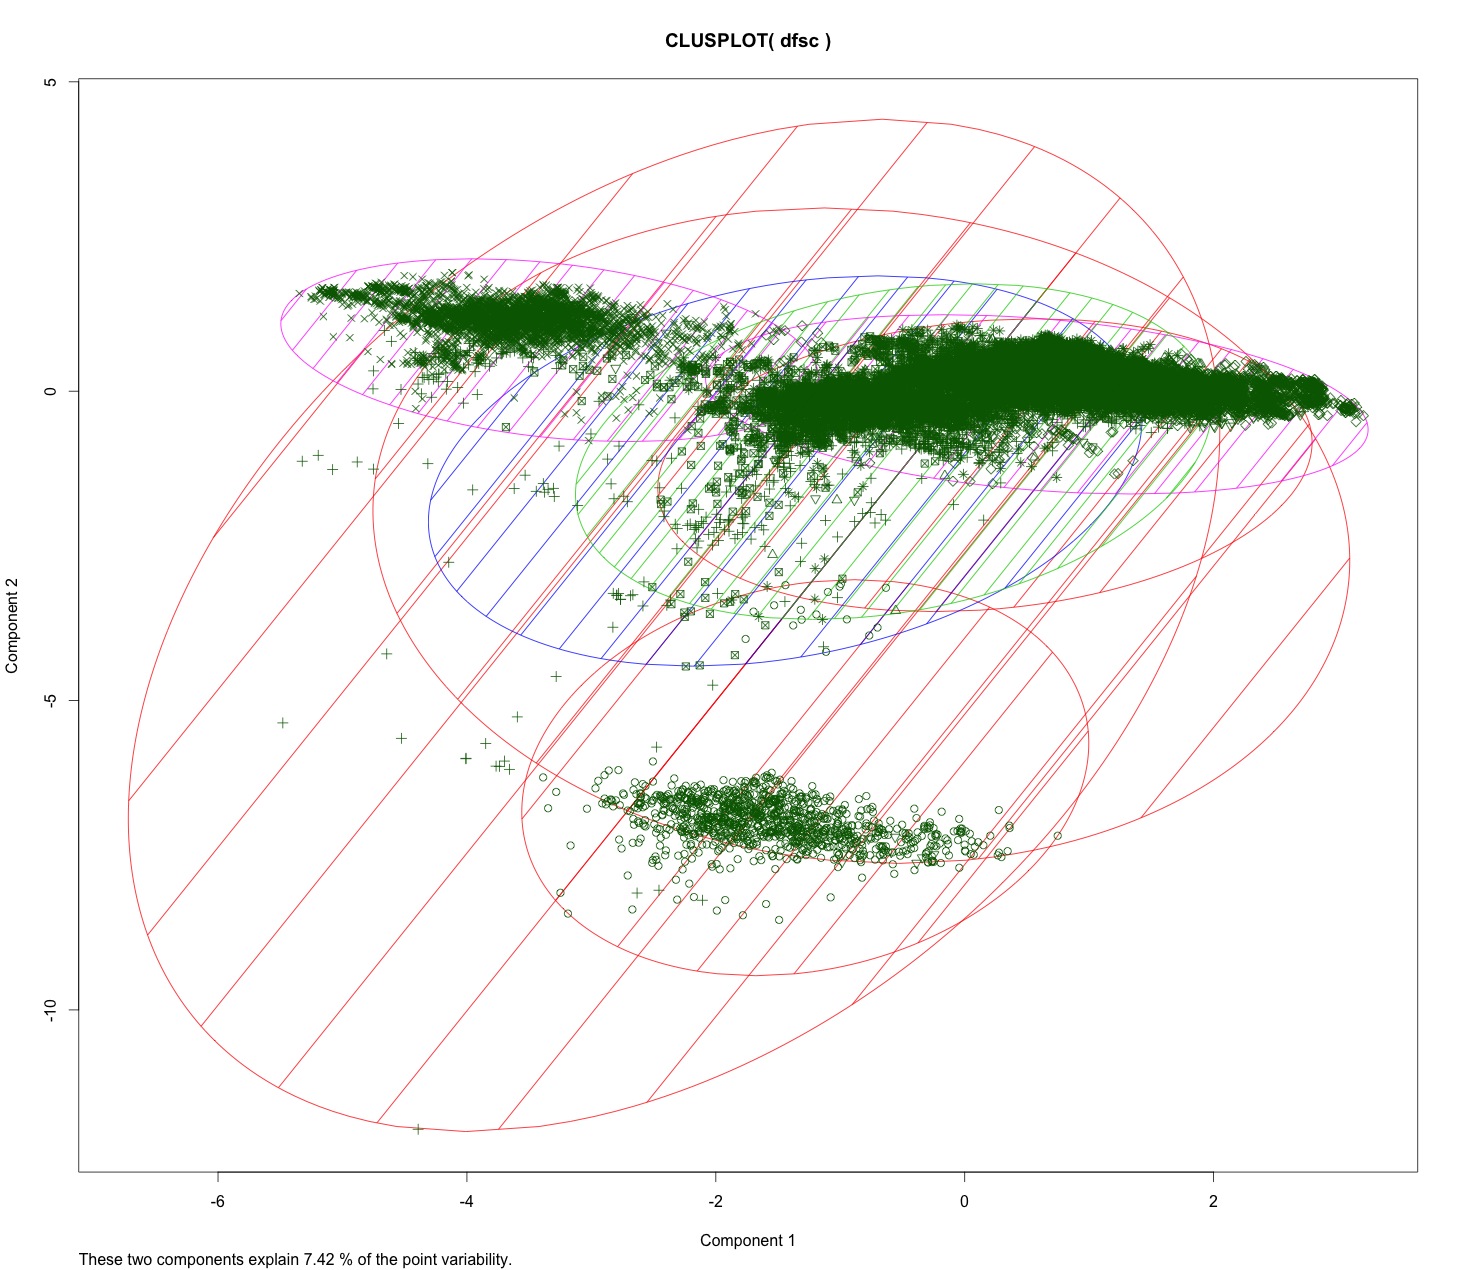 CLUSPLOT( dfsc )
5
0
-5
-10
Component 2
-6 -4 -2 0 2
Component 1
These two components explain 7.42 % of the point variability.